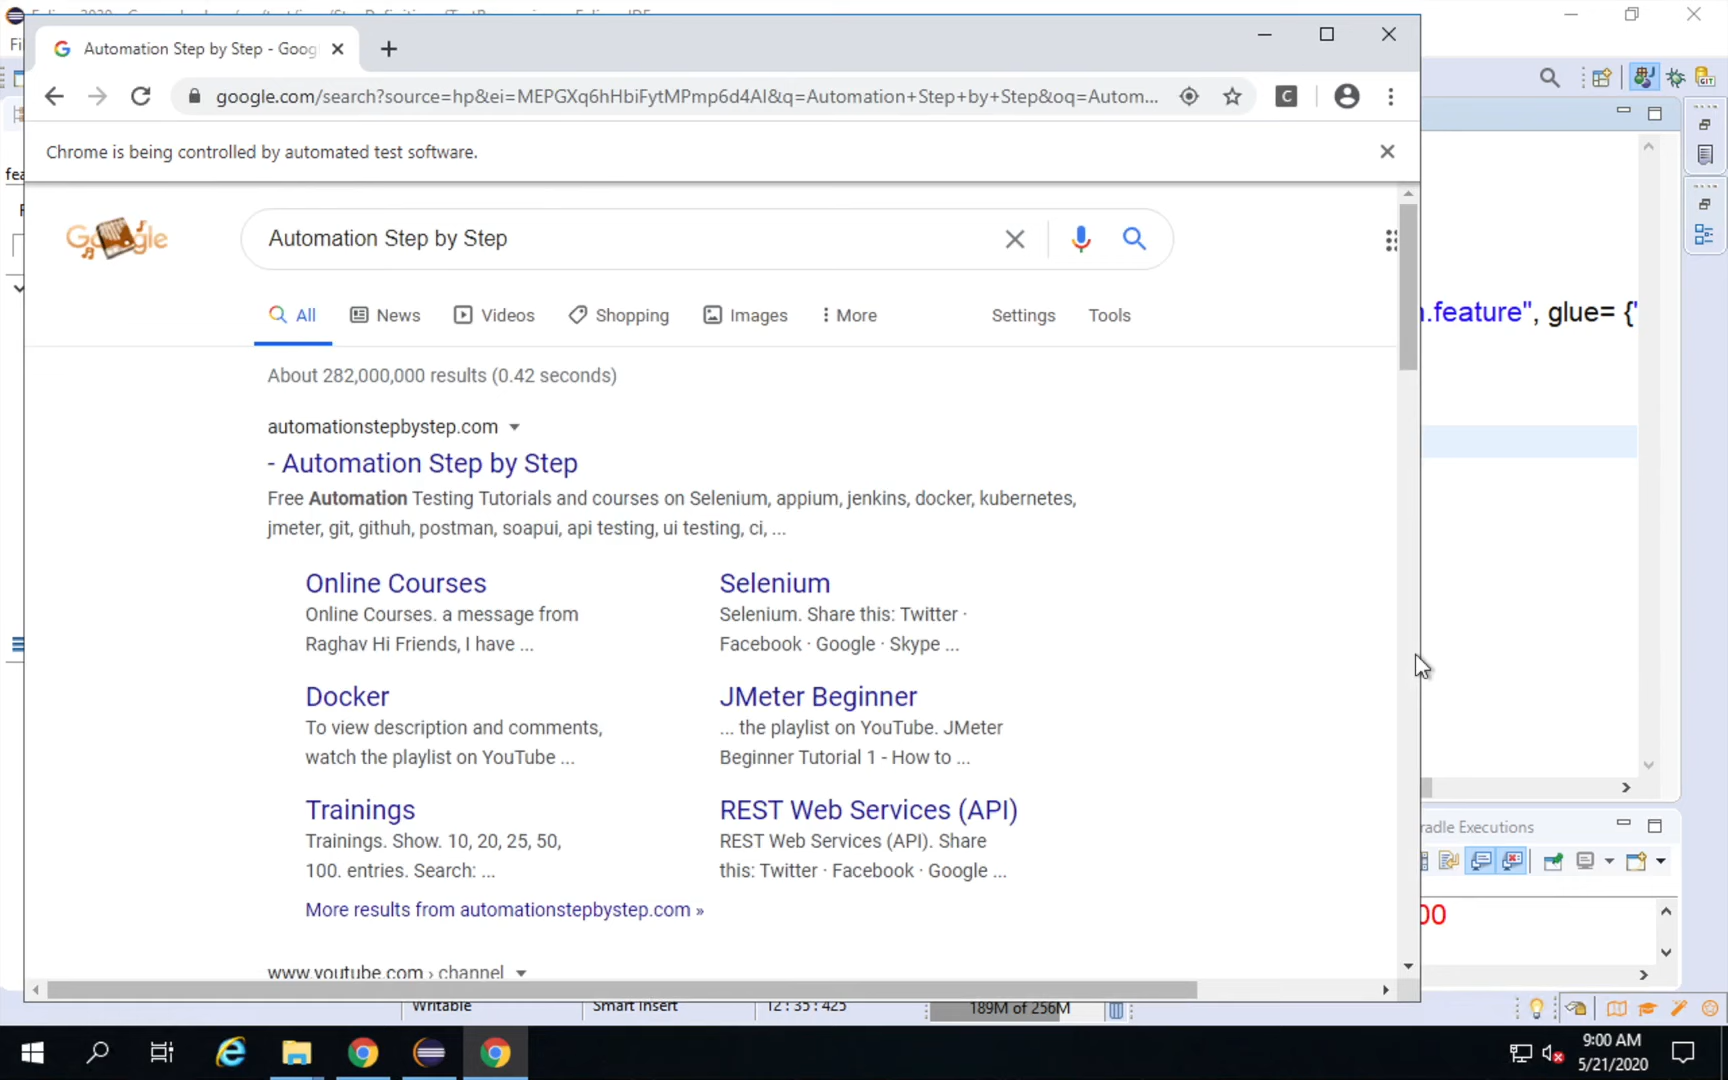 Automation Step by Step - Goog
google.com/search?source=hp&ei=MEPGXq6hHbiFytMPmp6d4AI&q=Automation+Step+by+Step&oq=Autom...
Chrome is being controlled by automated test software.
Google
Automation Step by Step
All News Videos Shopping Images More Settings Tools
About 282,000,000 results (0.42 seconds)
automationstepbystep.com
- Automation Step by Step
Free Automation Testing Tutorials and courses on Selenium, appium, jenkins, docker, kubernetes,
jmeter, git, githuh, postman, soapui, api testing, ui testing, ci, ...
Online Courses
Online Courses. a message from
Raghav Hi Friends, I have ...
Selenium
Selenium. Share this: Twitter ·
Facebook · Google · Skype ...
Docker
To view description and comments,
watch the playlist on YouTube ...
JMeter Beginner
... the playlist on YouTube. JMeter
Beginner Tutorial 1 - How to ...
Trainings
Trainings. Show. 10, 20, 25, 50,
100. entries. Search: ...
REST Web Services (API)
REST Web Services (API). Share
this: Twitter · Facebook · Google ...
More results from automationstepbystep.com »
www.youtube.com › channel
.feature", glue= {"
radle Executions
00
Writable Smart Insert 12 : 35 : 425 189M of 256M
9:00 AM
5/21/2020